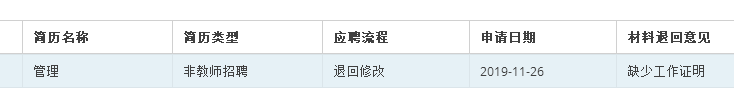 简历名称 简历类型 应聘流程 申请日期 材料退回意见
管理 非教师招聘 退回修改 2019-11-26 缺少工作证明